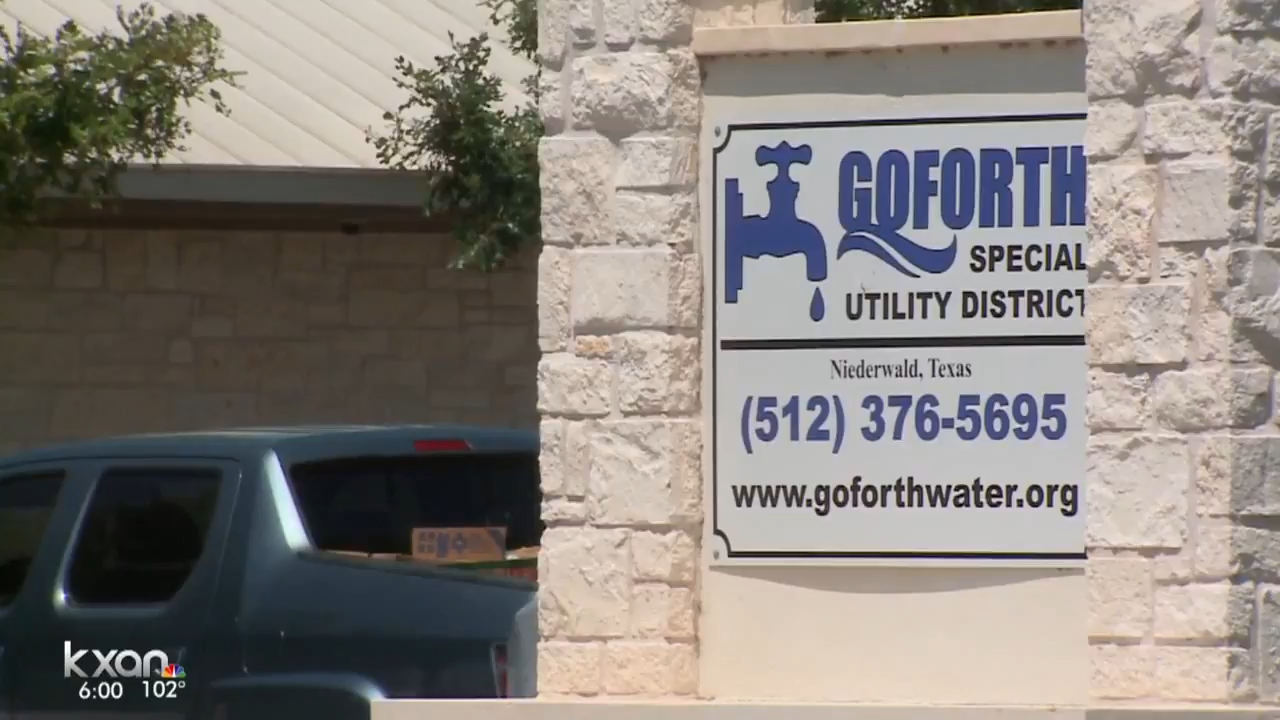 GOFORTH
SPECIAL
UTILITY DISTRICT
Niederwald, Texas
(512) 376-5695
www.goforthwater.org
kxan
6:00 102°